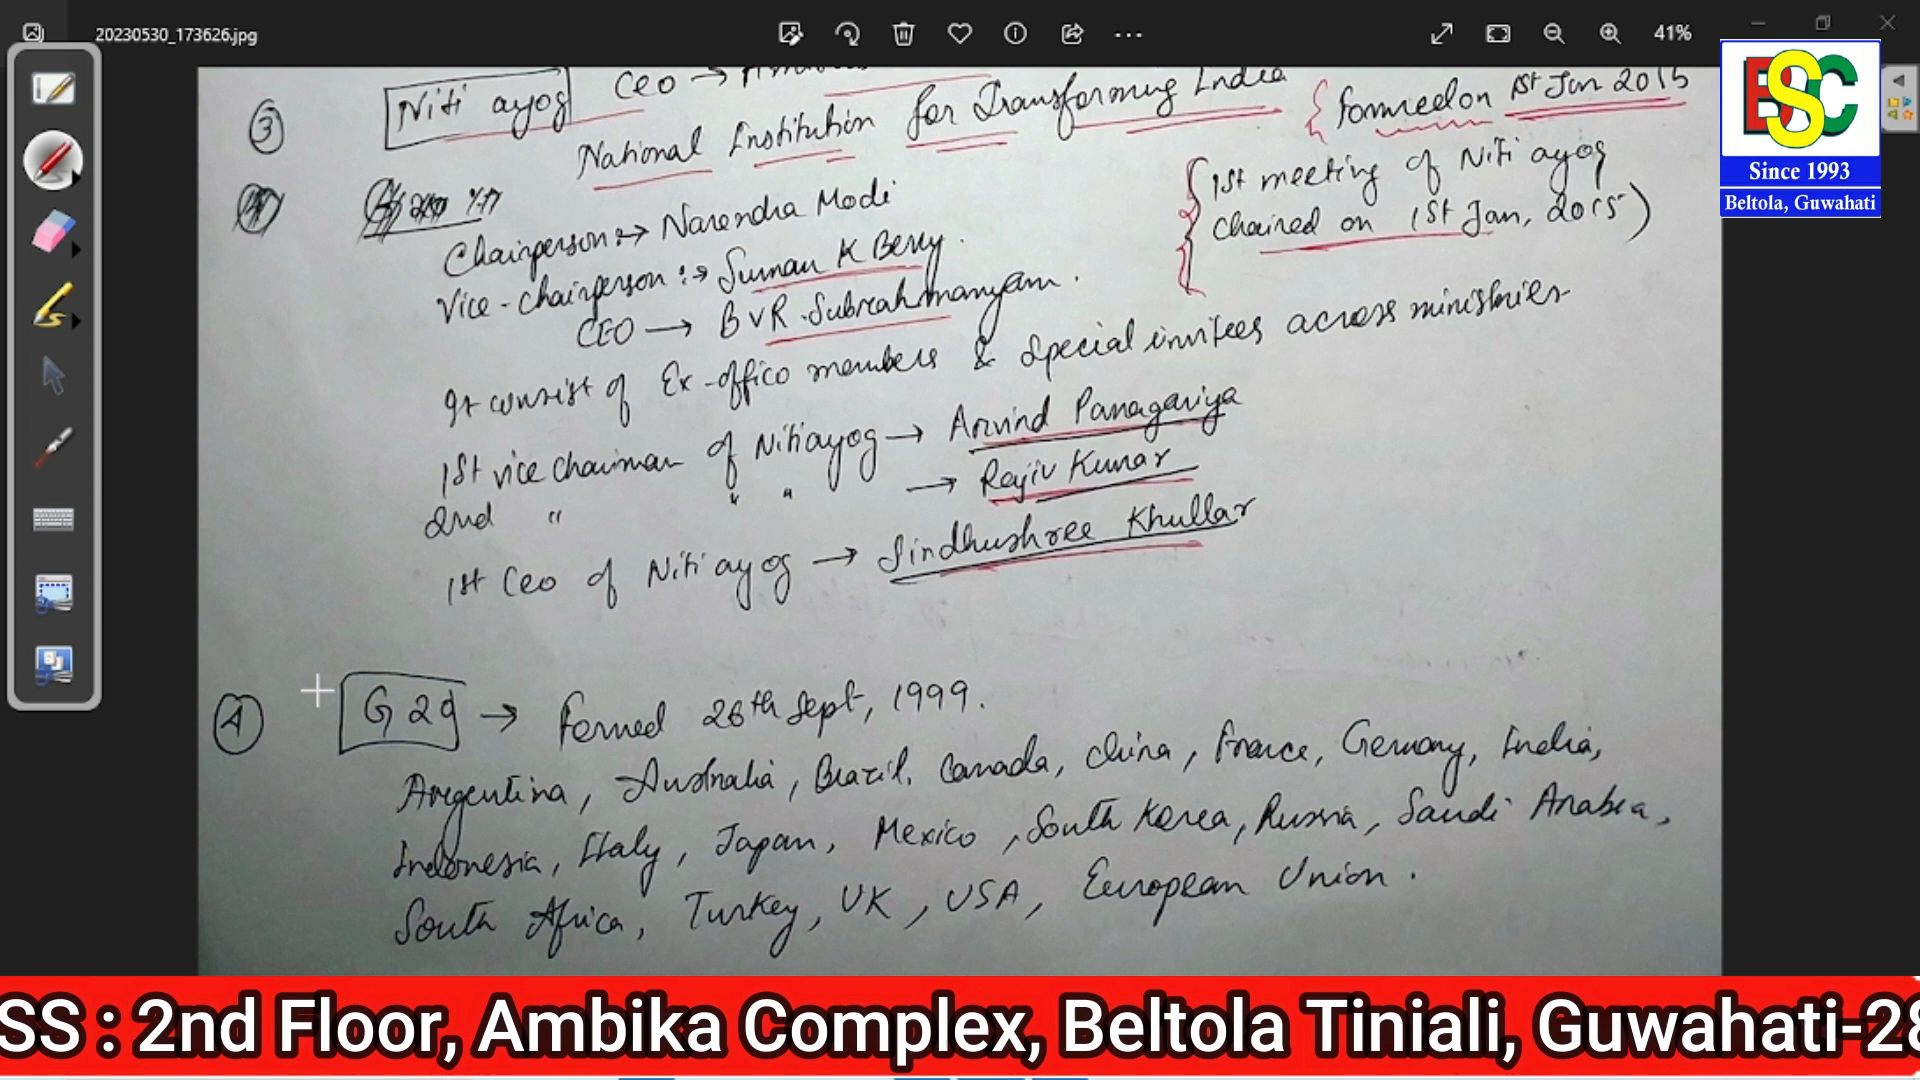 20230530_173626.jpg
41%
BSC
Since 1993
Beltola, Guwahati
③ Niti ayog CEO →
National Institution for Transforming India
{ formed on 1st Jan 2015
{ 1st meeting of Niti ayog
chaired on 1st Jan, 2015)
Chairperson :→ Narendra Modi
Vice-chairperson :→ Suman K Berry.
CEO → BVR. Subrahmanyam.
It consist of Ex-offico members & special invitees across ministries
1st vice chairman of Nitiayog → Arvind Panagariya
2nd " " " → Rajiv Kumar
1st Ceo of Niti ayog → Sindhushree Khullar
④ G 20 → Formed 26th Sept, 1999.
Argentina, Australia, Brazil, Canada, China, France, Germany, India,
Indonesia, Italy, Japan, Mexico, South Korea, Russia, Saudi Arabia,
South Africa, Turkey, UK, USA, European Union.
SS : 2nd Floor, Ambika Complex, Beltola Tiniali, Guwahati-28